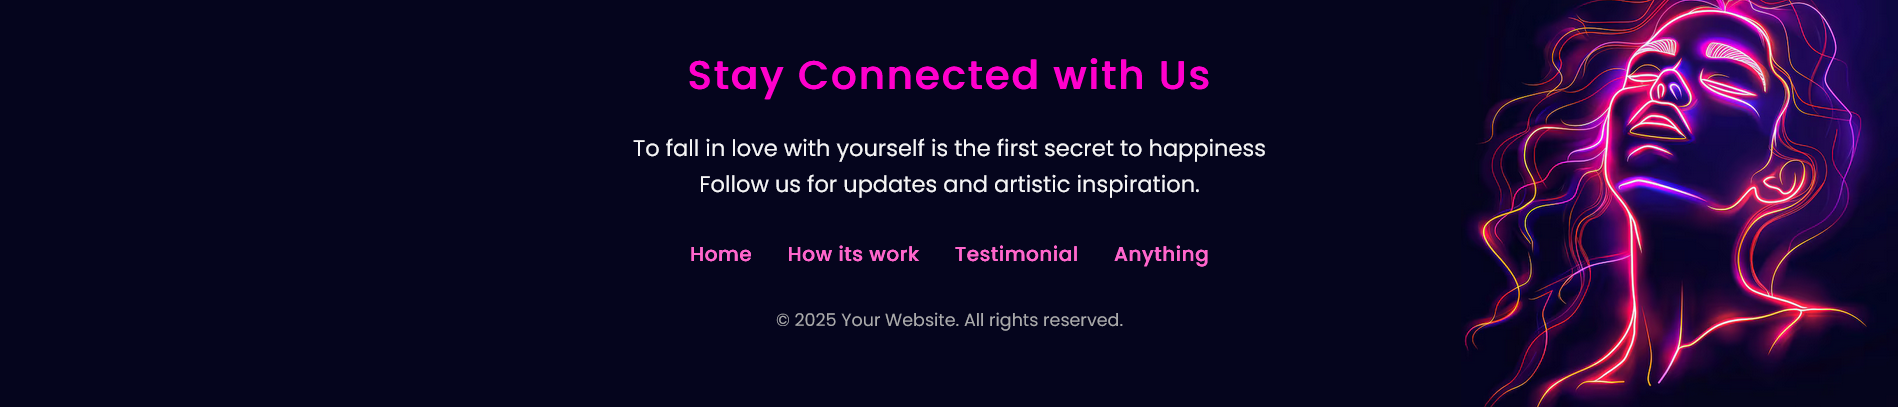 Stay Connected with Us
To fall in love with yourself is the first secret to happiness
Follow us for updates and artistic inspiration.
Home How its work Testimonial Anything
© 2025 Your Website. All rights reserved.